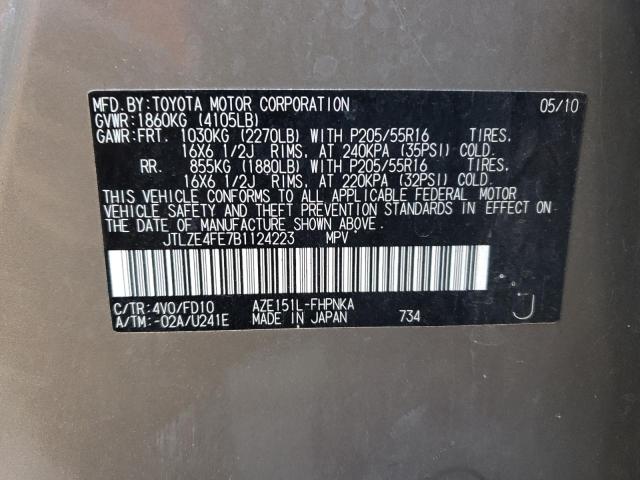 MFD.BY:TOYOTA MOTOR CORPORATION 05/10
GVWR:1860KG (4105LB)
GAWR:FRT. 1030KG (2270LB) WITH P205/55R16 TIRES.
16X6 1/2J RIMS, AT 240KPA (35PSI) COLD.
RR. 855KG (1880LB) WITH P205/55R16 TIRES.
16X6 1/2J RIMS, AT 220KPA (32PSI) COLD.
THIS VEHICLE CONFORMS TO ALL APPLICABLE FEDERAL MOTOR
VEHICLE SAFETY AND THEFT PREVENTION STANDARDS IN EFFECT ON
THE DATE OF MANUFACTURE SHOWN ABOVE.
JTLZE4FE7B1124223 MPV
C/TR:4V0/FD10 AZE151L-FHPNKA
A/TM:-02A/U241E MADE IN JAPAN 734
J